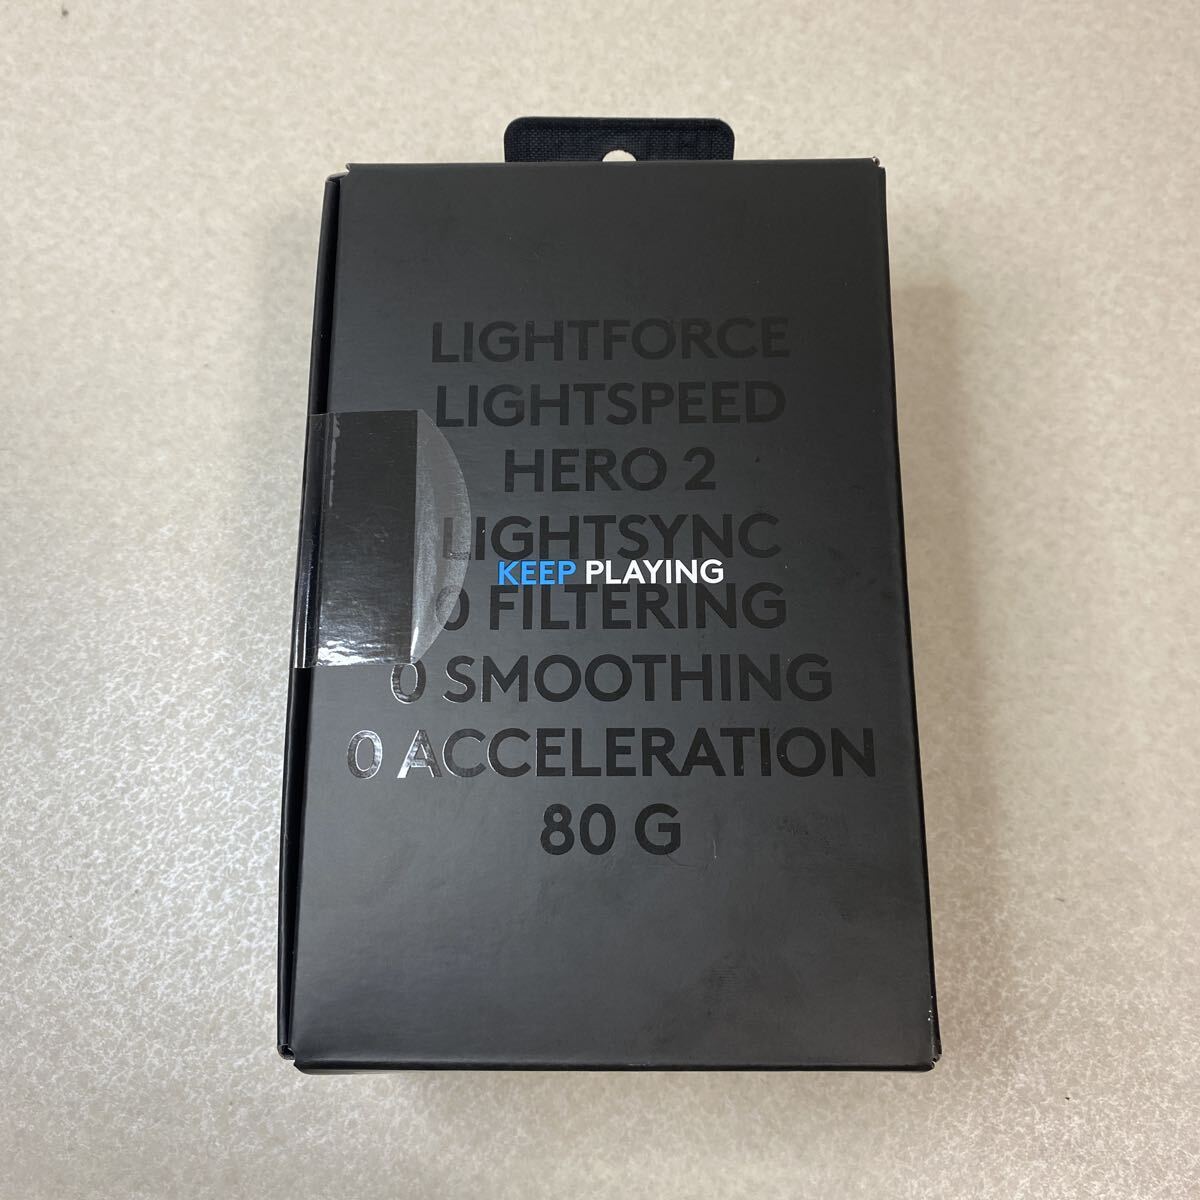 LIGHTFORCE
LIGHTSPEED
HERO 2
LIGHTSYNC
KEEP PLAYING
0 FILTERING
0 SMOOTHING
0 ACCELERATION
80 G